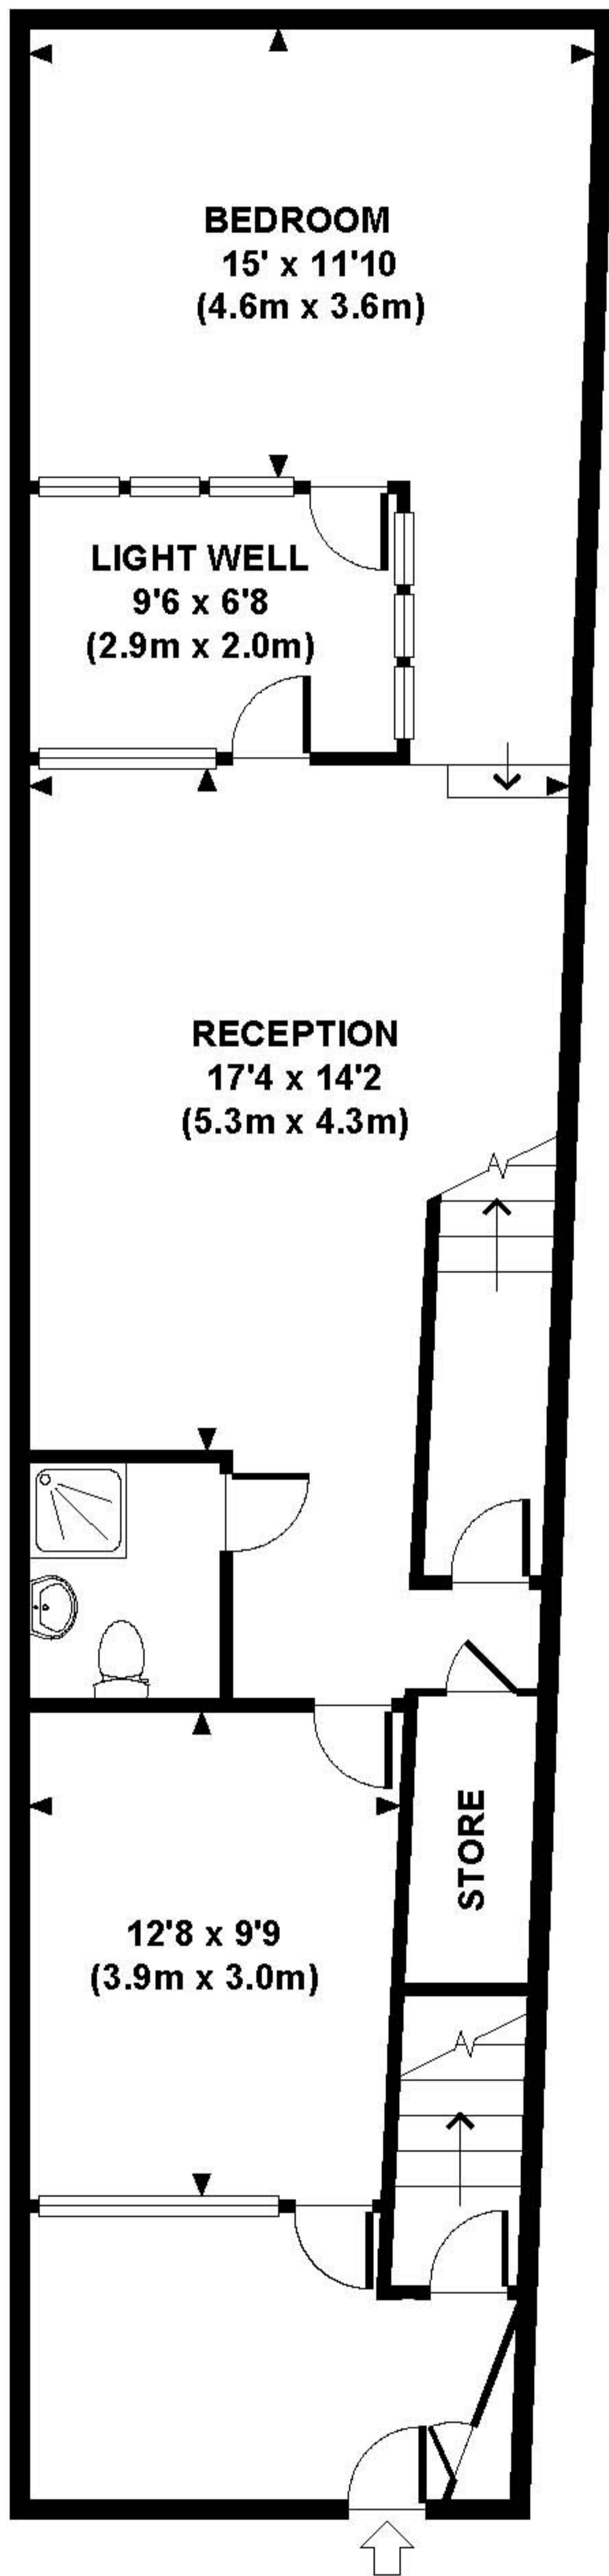 BEDROOM
15' x 11'10
(4.6m x 3.6m)
LIGHT WELL
9'6 x 6'8
(2.9m x 2.0m)
RECEPTION
17'4 x 14'2
(5.3m x 4.3m)
STORE
12'8 x 9'9
(3.9m x 3.0m)